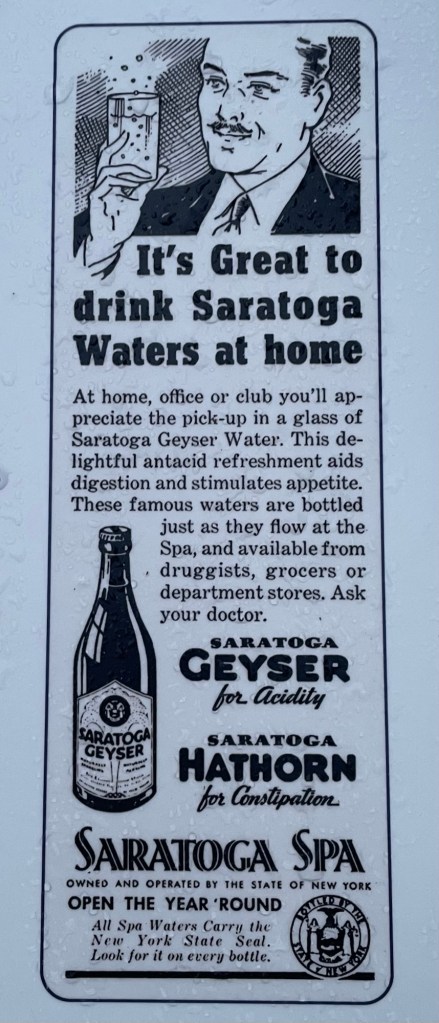 It's Great to
drink Saratoga
Waters at home
At home, office or club you'll ap-
preciate the pick-up in a glass of
Saratoga Geyser Water. This de-
lightful antacid refreshment aids
digestion and stimulates appetite.
These famous waters are bottled
just as they flow at the
Spa, and available from
druggists, grocers or
department stores. Ask
your doctor.
SARATOGA
GEYSER
for Acidity
SARATOGA
GEYSER
SARATOGA
HATHORN
for Constipation
SARATOGA SPA
OWNED AND OPERATED BY THE STATE OF NEW YORK
OPEN THE YEAR 'ROUND
All Spa Waters Carry the
New York State Seal.
Look for it on every bottle.
BOTTLED BY THE
STATE of NEW YORK